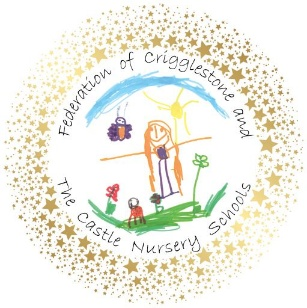 Federation of Crigglestone and
The Castle Nursery Schools